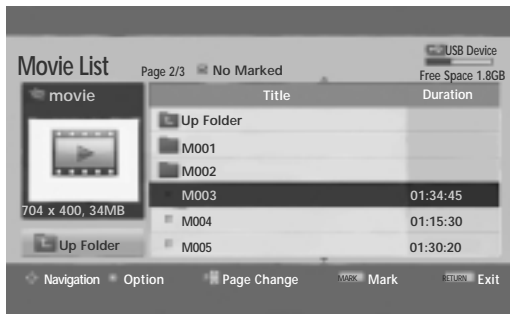 USB Device
Movie List Page 2/3 No Marked
Free Space 1.8GB
movie
Title Duration
Up Folder
M001
M002
M003 01:34:45
704 x 400, 34MB
M004 01:15:30
Up Folder
M005 01:30:20
Navigation Option Page Change MARK Mark RETURN Exit